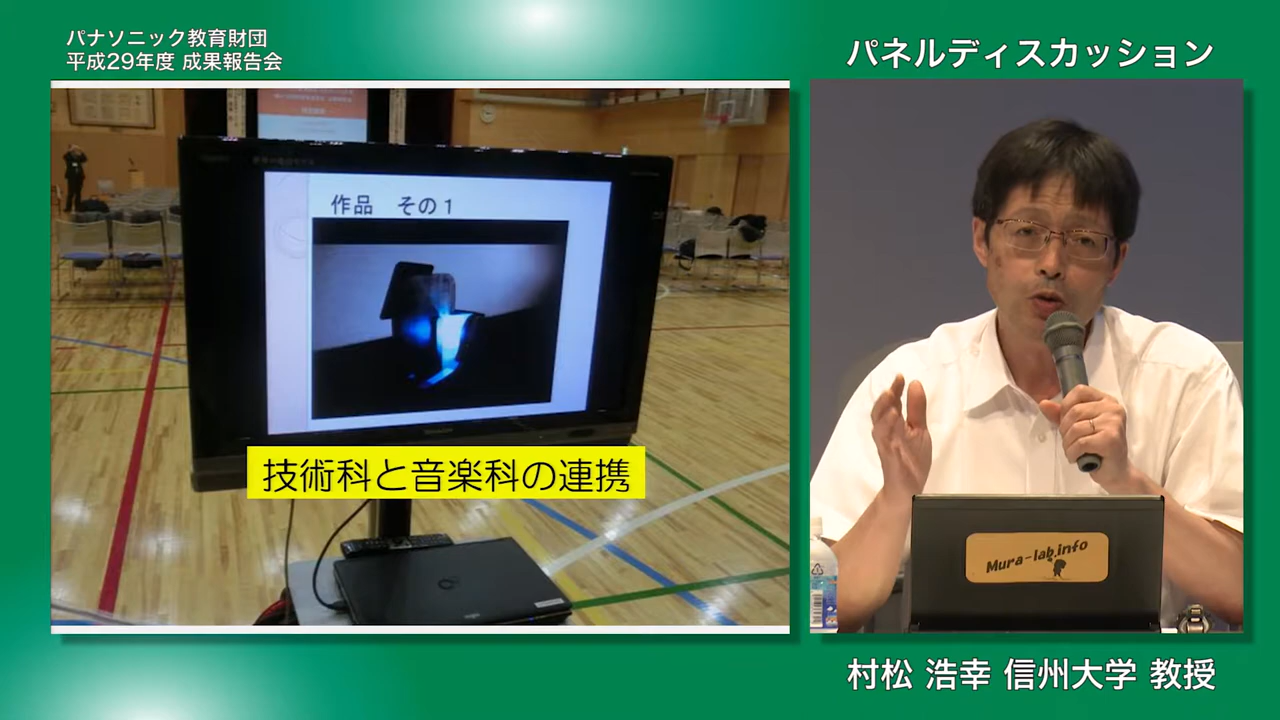 パナソニック教育財団
平成29年度 成果報告会
パネルディスカッション
作品 その1
技術科と音楽科の連携
Mura-lab.info
村松 浩幸 信州大学 教授